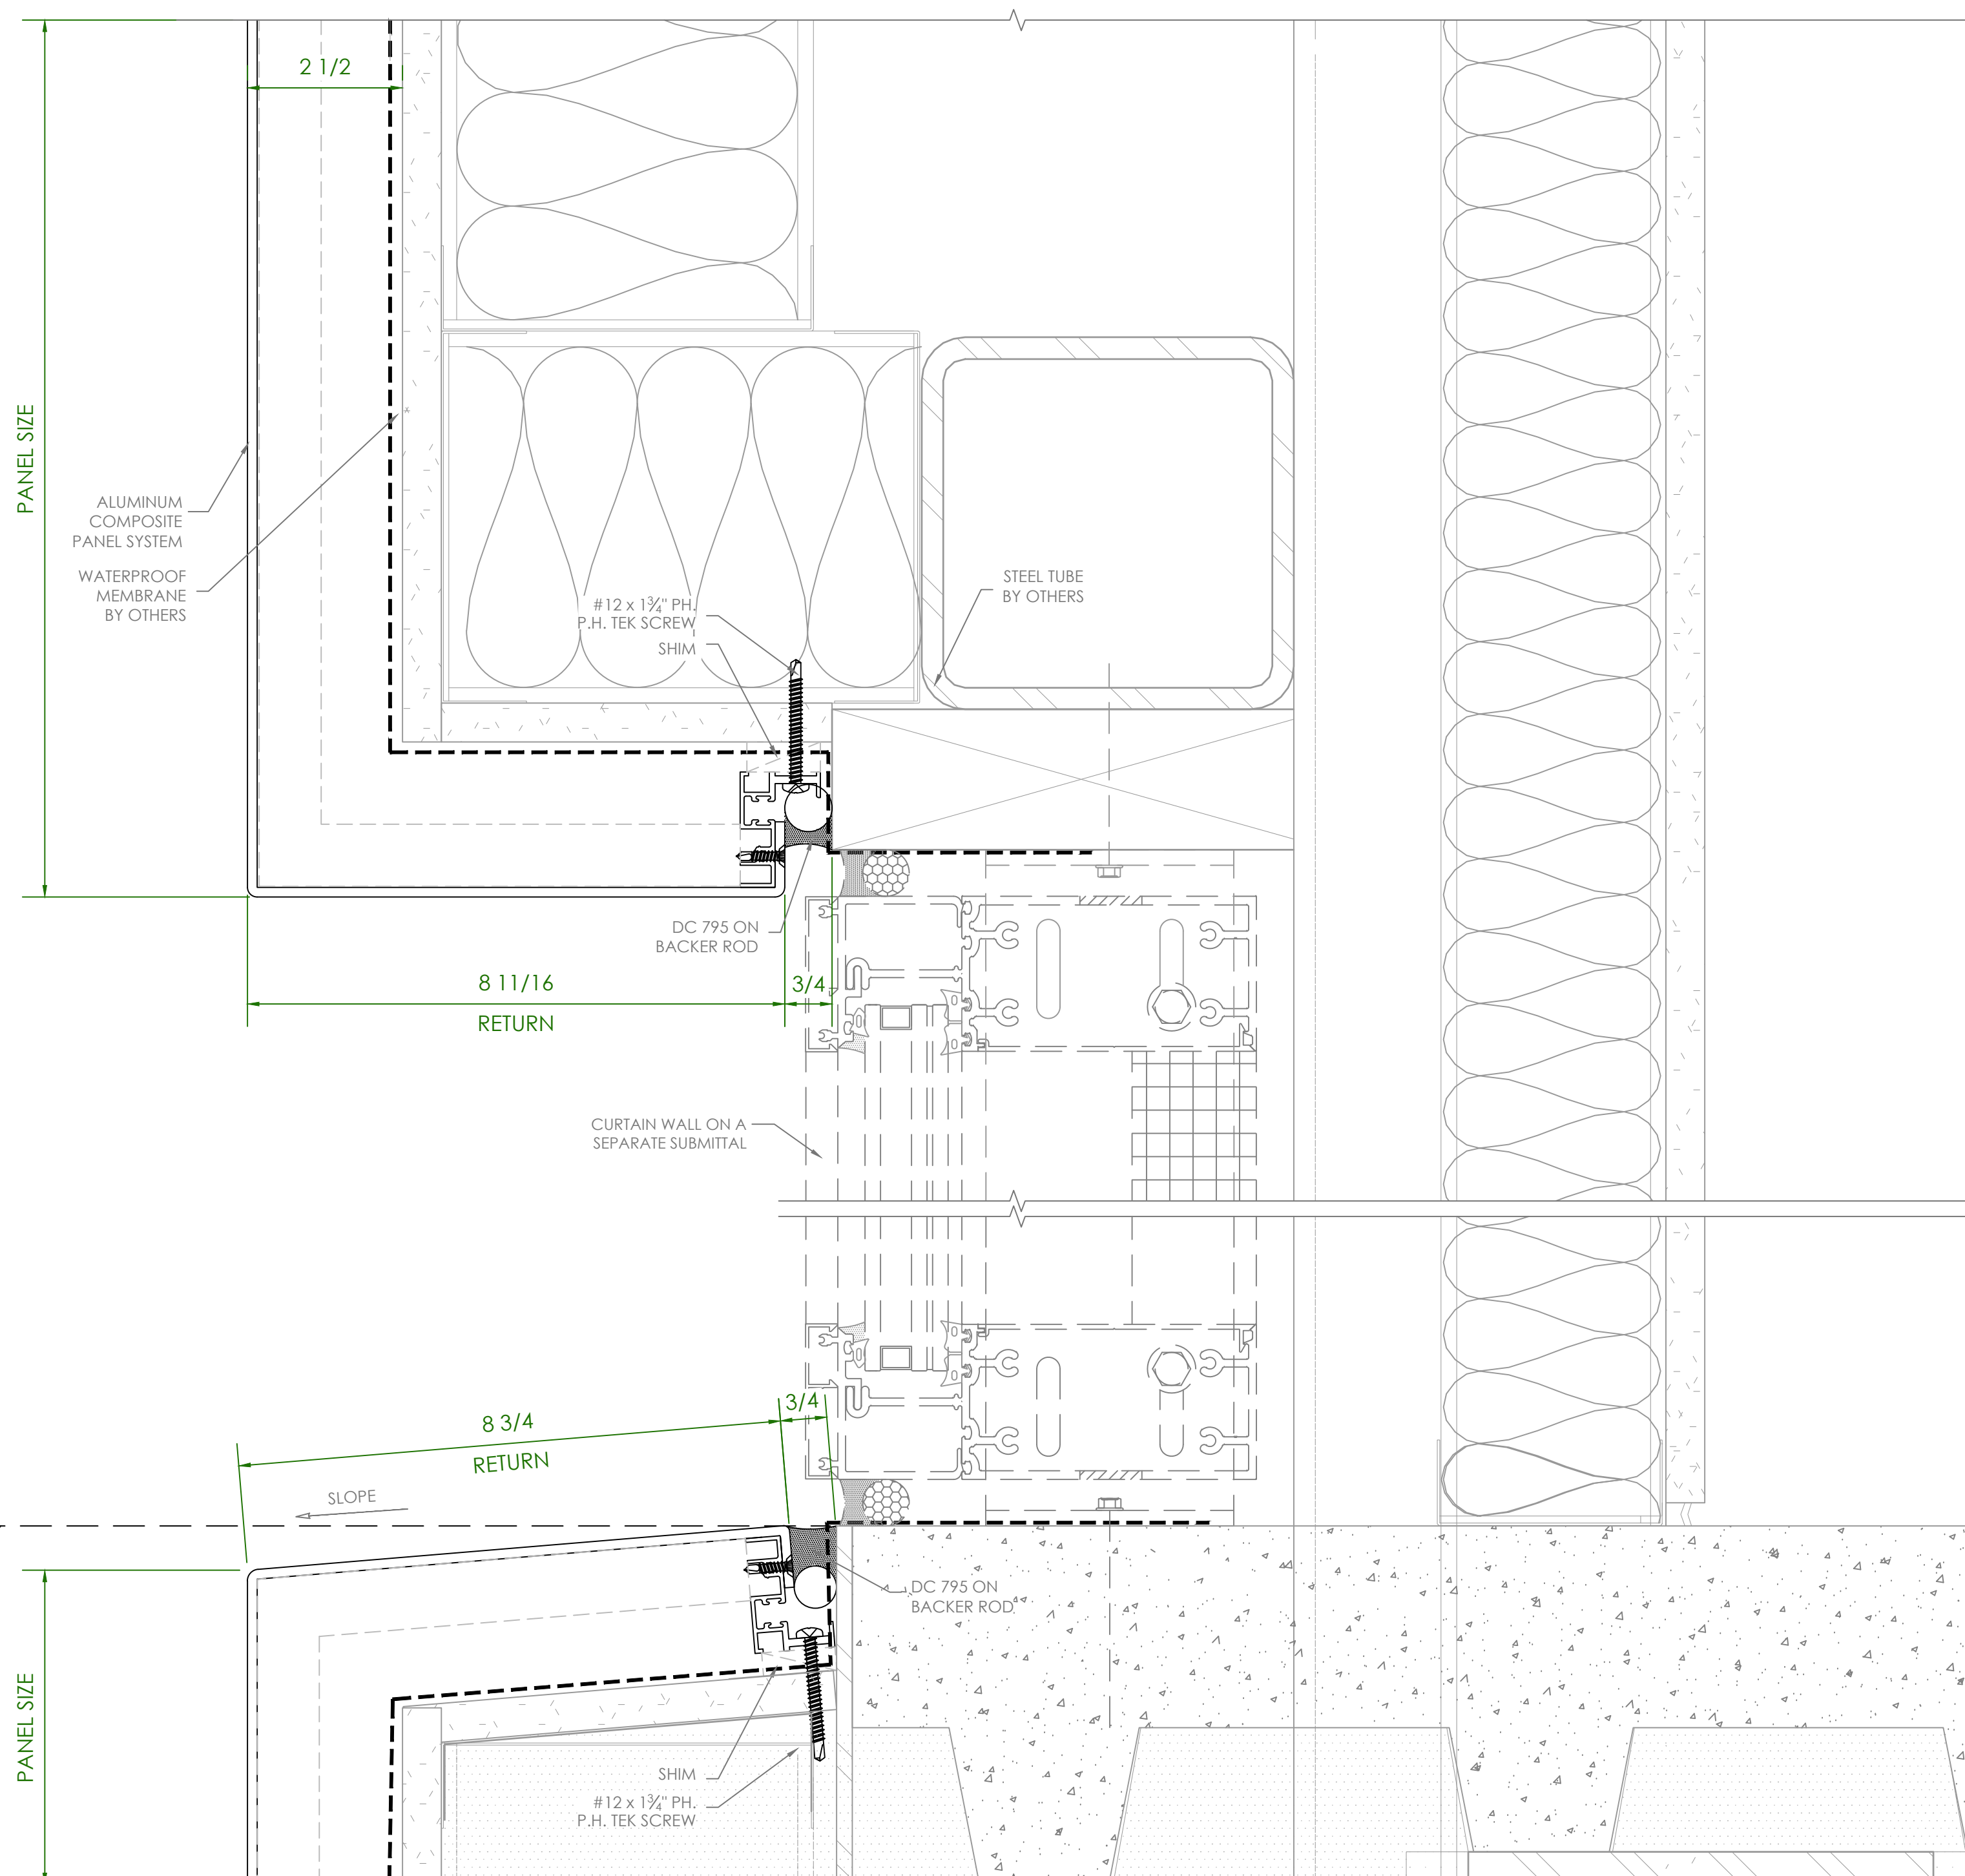 2 1/2
PANEL SIZE
ALUMINUM
COMPOSITE
PANEL SYSTEM
WATERPROOF
MEMBRANE
BY OTHERS
#12 x 1¾" PH.
P.H. TEK SCREW
SHIM
STEEL TUBE
BY OTHERS
DC 795 ON
BACKER ROD
8 11/16
RETURN
3/4
CURTAIN WALL ON A
SEPARATE SUBMITTAL
3/4
8 3/4
RETURN
SLOPE
DC 795 ON
BACKER ROD
PANEL SIZE
SHIM
#12 x 1¾" PH.
P.H. TEK SCREW